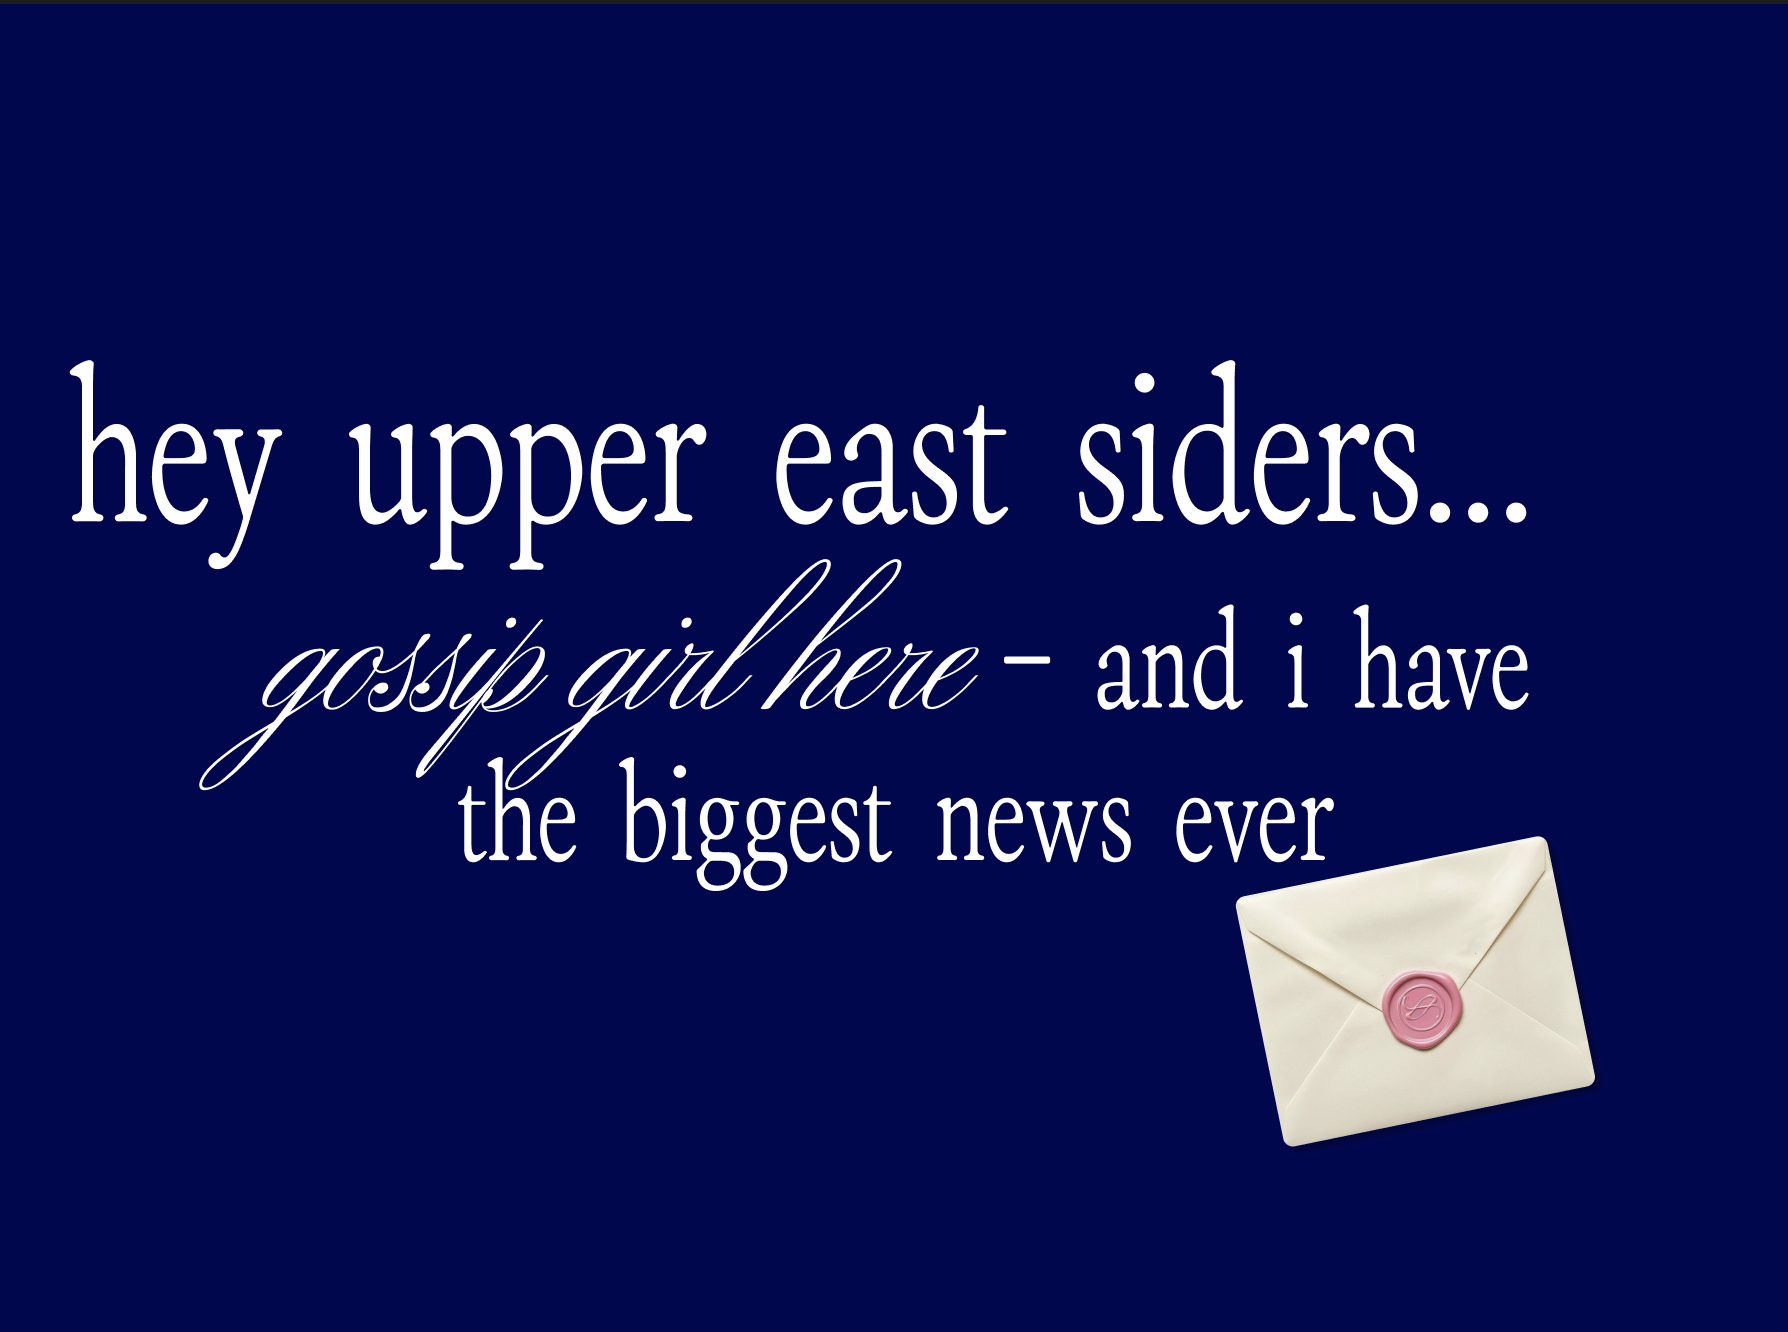 hey upper east siders...
gossip girl here – and i have
the biggest news ever